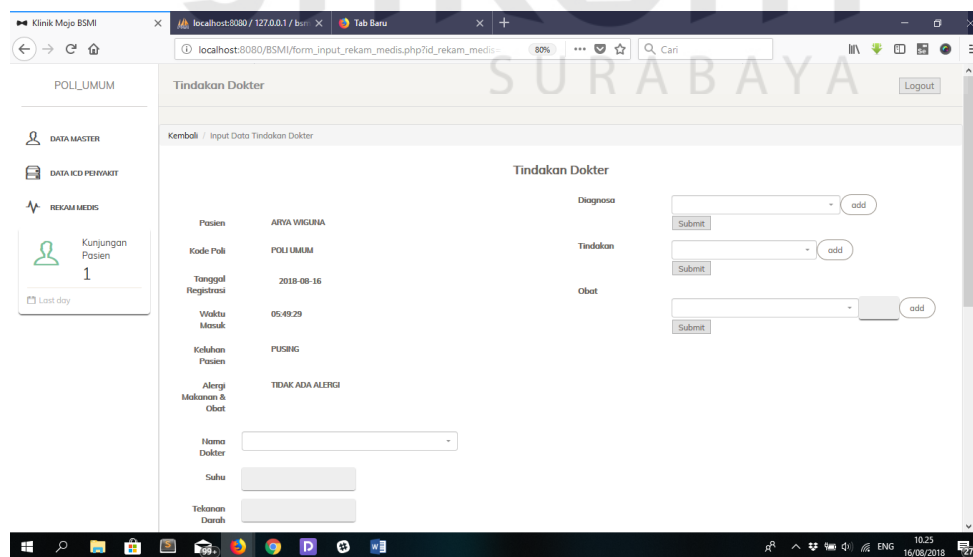 Klinik Mojo BSMI
localhost:8080 / 127.0.0.1 / bsm
Tab Baru
localhost:8080/BSMI/form_input_rekam_medis.php?id_rekam_medis
80%
Cari
SURABAYA
POLI_UMUM
Tindakan Dokter
Logout
DATA MASTER
DATA ICD PENYAKIT
REKAM MEDIS
Kunjungan
Pasien
1
Last day
Kembali / Input Data Tindakan Dokter
Tindakan Dokter
Pasien ARYA WIGUNA
Kode Poli POLI UMUM
Tanggal
Registrasi
2018-08-16
Waktu
Masuk
05:49:29
Keluhan
Pasien
PUSING
Alergi
Makanan &
Obat
TIDAK ADA ALERGI
Nama
Dokter
Suhu
Tekanan
Darah
Diagnosa
add
Submit
Tindakan
add
Submit
Obat
add
Submit
99+
ENG
10.25
16/08/2018
27